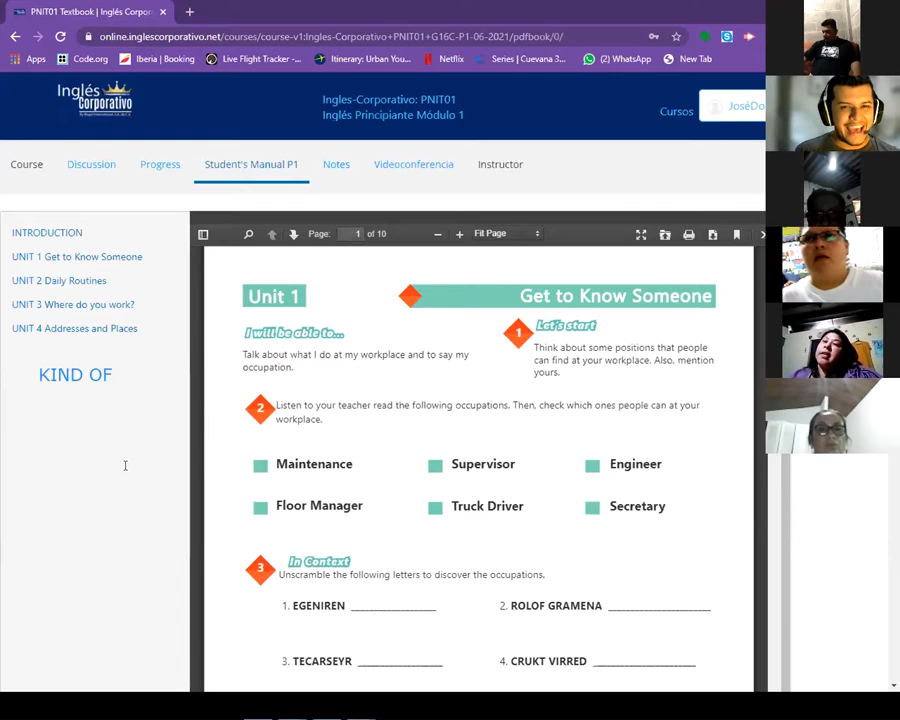 PNIT01 Textbook | Inglés Corpor
online.inglescorporativo.net/courses/course-v1:Ingles-Corporativo+PNIT01+G16C-P1-06-2021/pdfbook/0/
Apps Code.org Iberia | Booking Live Flight Tracker -... Itinerary: Urban You... Netflix Series | Cuevana 3... (2) WhatsApp New Tab
Inglés
Corporativo
Ingles-Corporativo: PNIT01
Inglés Principiante Módulo 1
Cursos
JoséDo
Course Discussion Progress Student's Manual P1 Notes Videoconferencia Instructor
INTRODUCTION
UNIT 1 Get to Know Someone
UNIT 2 Daily Routines
UNIT 3 Where do you work?
UNIT 4 Addresses and Places
KIND OF
Page: 1 of 10 Fit Page
Unit 1
Get to Know Someone
I will be able to...
Talk about what I do at my workplace and to say my
occupation.
1
Let's start
Think about some positions that people
can find at your workplace. Also, mention
yours.
2 Listen to your teacher read the following occupations. Then, check which ones people can at your
workplace.
Maintenance Supervisor Engineer
Floor Manager Truck Driver Secretary
3 In Context
Unscramble the following letters to discover the occupations.
1. EGENIREN ________________ 2. ROLOF GRAMENA ________________
3. TECARSEYR ________________ 4. CRUKT VIRRED ________________